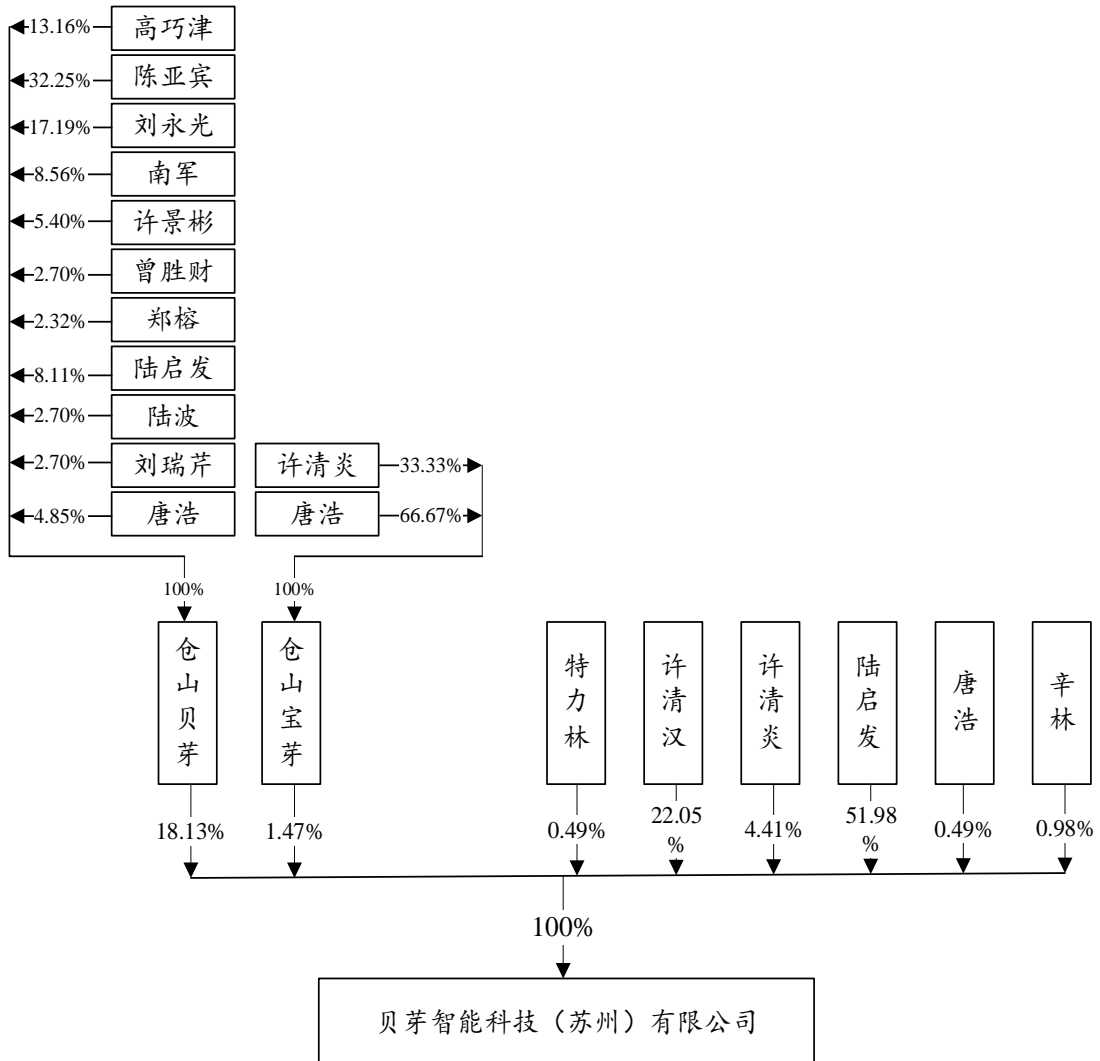 13.16% 高巧津
32.25% 陈亚宾
17.19% 刘永光
8.56% 南军
5.40% 许景彬
2.70% 曾胜财
2.32% 郑榕
8.11% 陆启发
2.70% 陆波
2.70% 刘瑞芹 许清炎 33.33%
4.85% 唐浩 唐浩 66.67%
100% 100%
仓山贝芽
仓山宝芽
特力林
许清汉
许清炎
陆启发
唐浩
辛林
18.13% 1.47% 0.49% 22.05% 4.41% 51.98% 0.49% 0.98%
100%
贝芽智能科技（苏州）有限公司